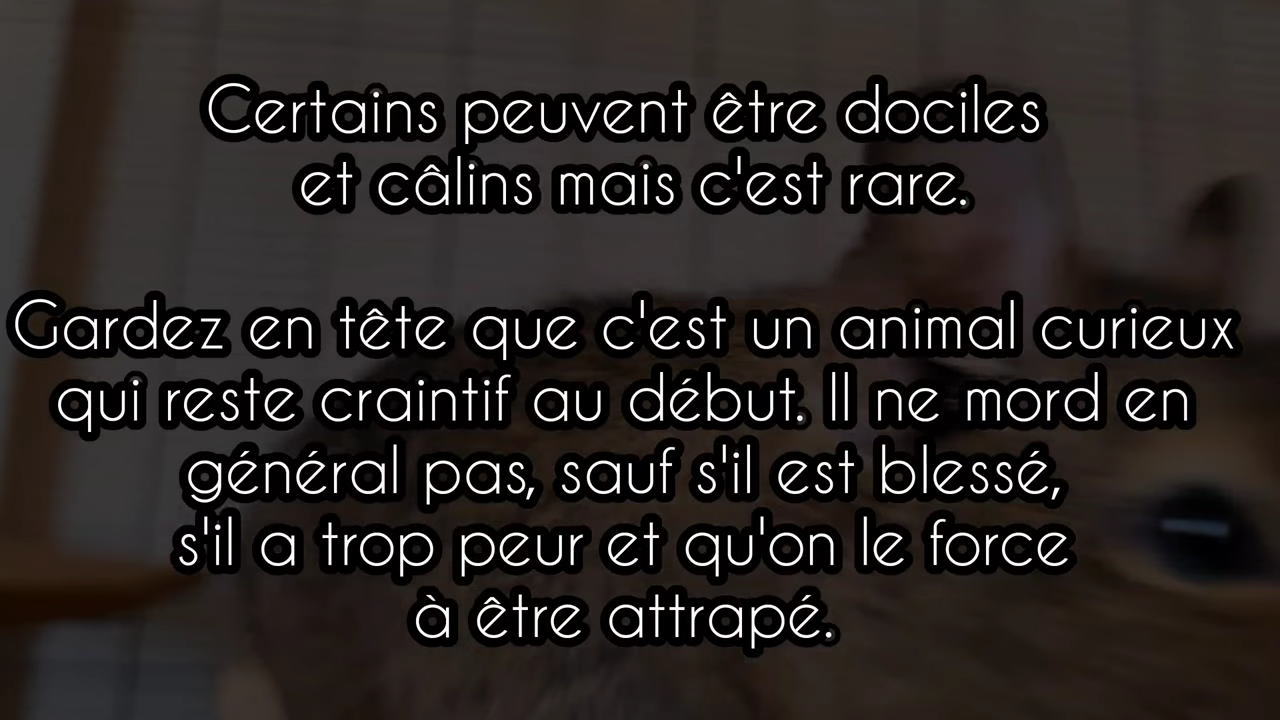 Certains peuvent être dociles
et câlins mais c'est rare.
Gardez en tête que c'est un animal curieux
qui reste craintif au début. Il ne mord en
général pas, sauf s'il est blessé,
s'il a trop peur et qu'on le force
à être attrapé.